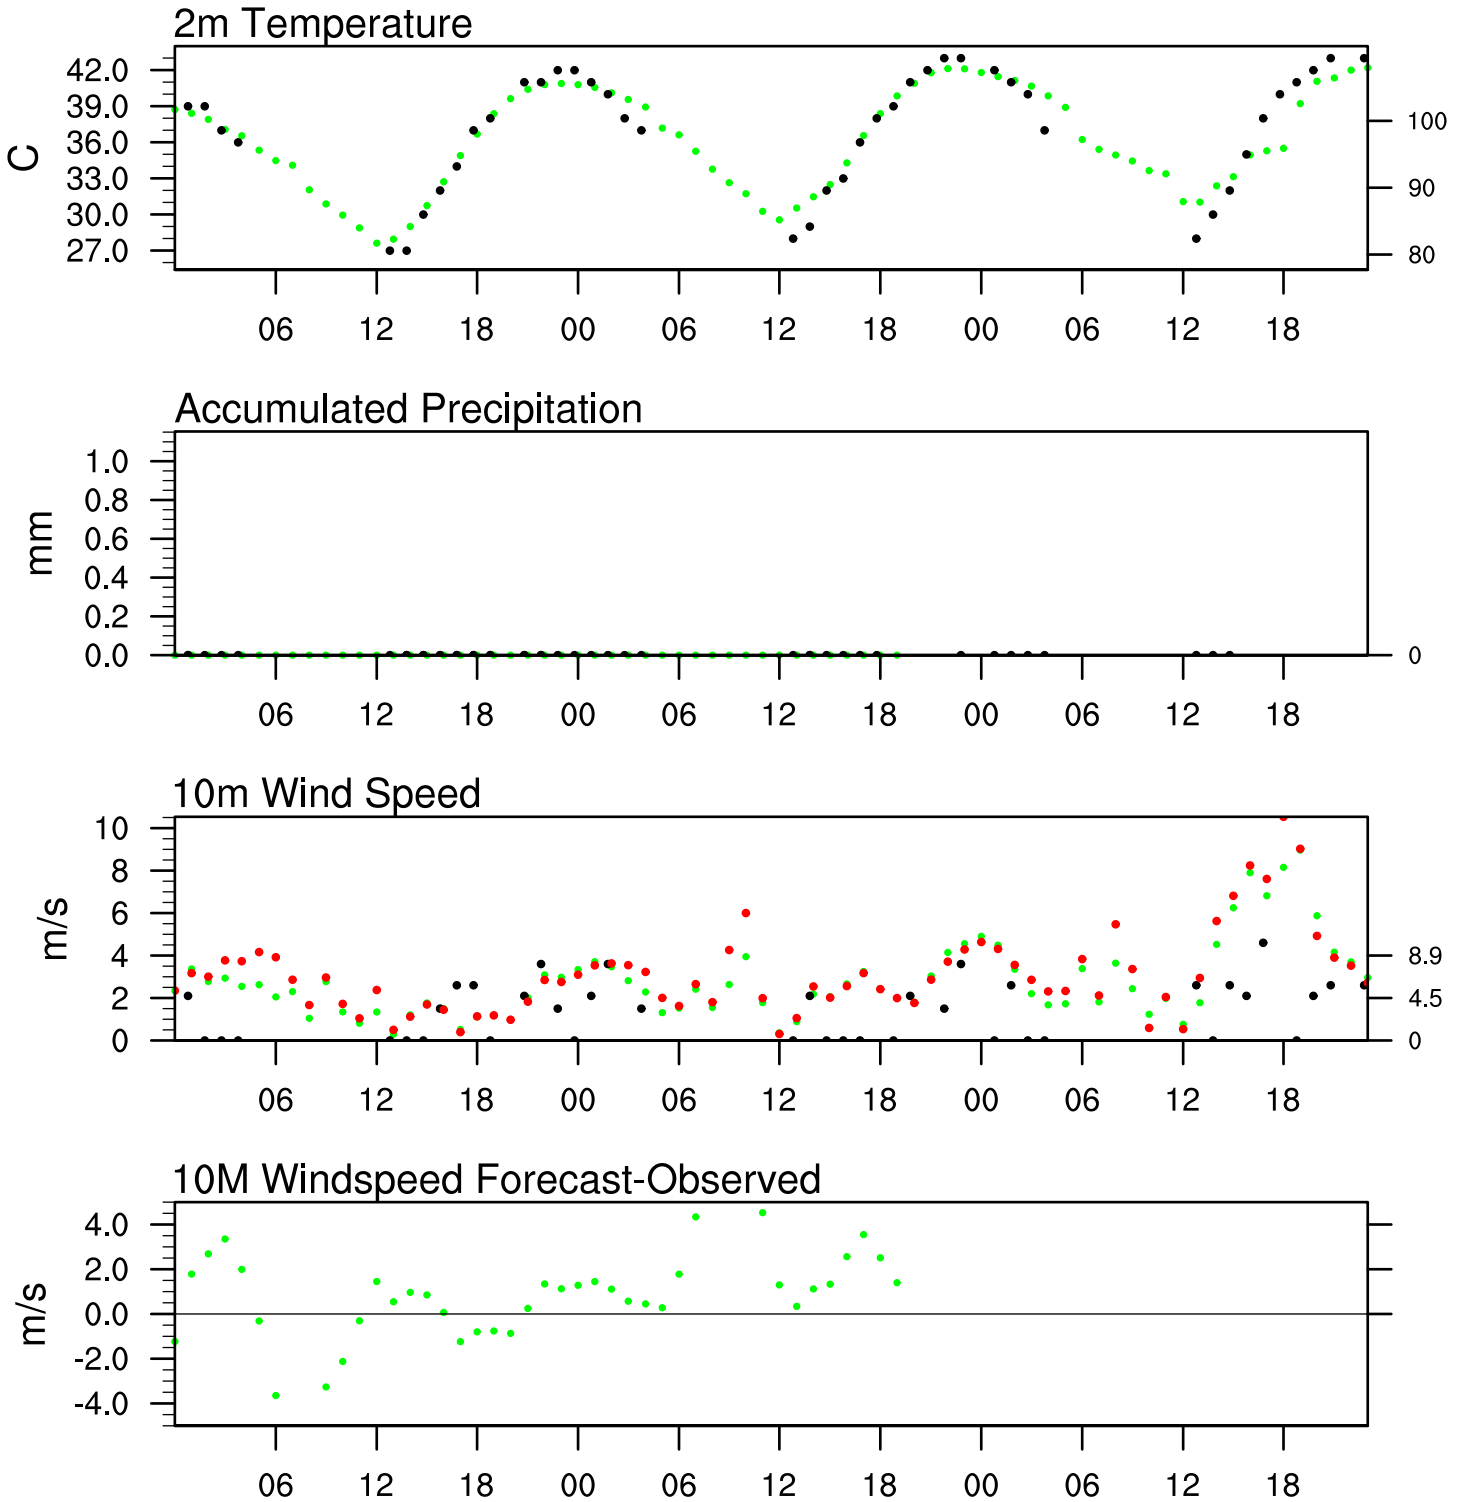 2m Temperature
42.0
39.0
36.0
33.0
30.0
27.0
C
100
90
80
06 12 18 00 06 12 18 00 06 12 18
Accumulated Precipitation
1.0
0.8
0.6
0.4
0.2
0.0
mm
0
06 12 18 00 06 12 18 00 06 12 18
10m Wind Speed
10
8
6
4
2
0
m/s
8.9
4.5
0
06 12 18 00 06 12 18 00 06 12 18
10M Windspeed Forecast-Observed
4.0
2.0
0.0
-2.0
-4.0
m/s
06 12 18 00 06 12 18 00 06 12 18